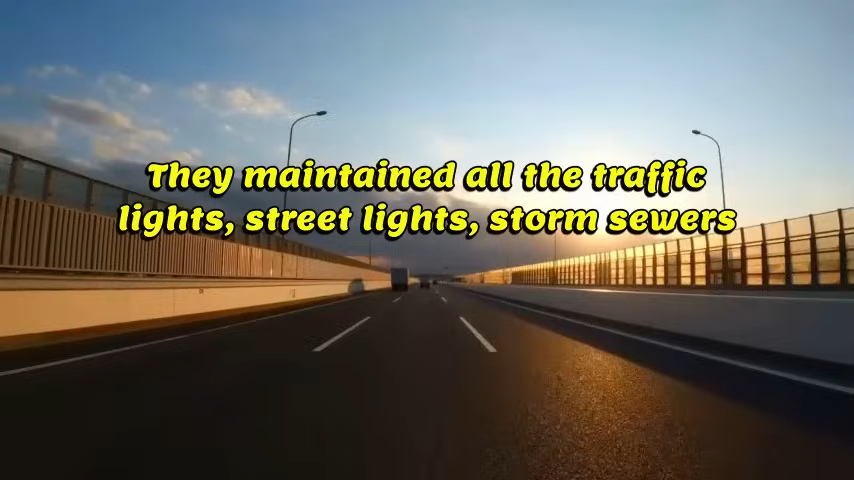 They maintained all the traffic
lights, street lights, storm sewers